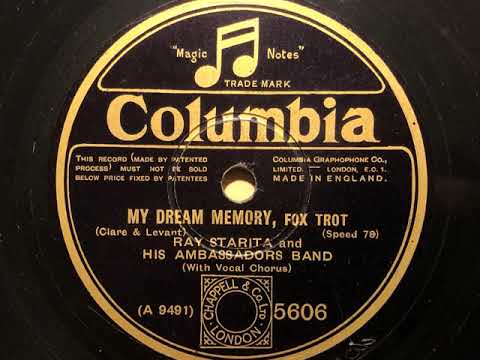 "Magic Notes"
TRADE MARK
Columbia
THIS RECORD (MADE BY PATENTED
PROCESS) MUST NOT BE SOLD
BELOW PRICE FIXED BY PATENTEES
COLUMBIA GRAPHOPHONE CO.,
LIMITED. — LONDON, E.C. 1.
MADE IN ENGLAND.
MY DREAM MEMORY, FOX TROT
(Clare & Levant) (Speed 79)
RAY STARITA and
HIS AMBASSADORS BAND
(With Vocal Chorus)
(A 9491) 5606
CHAPPELL & Co. Ltd
LONDON